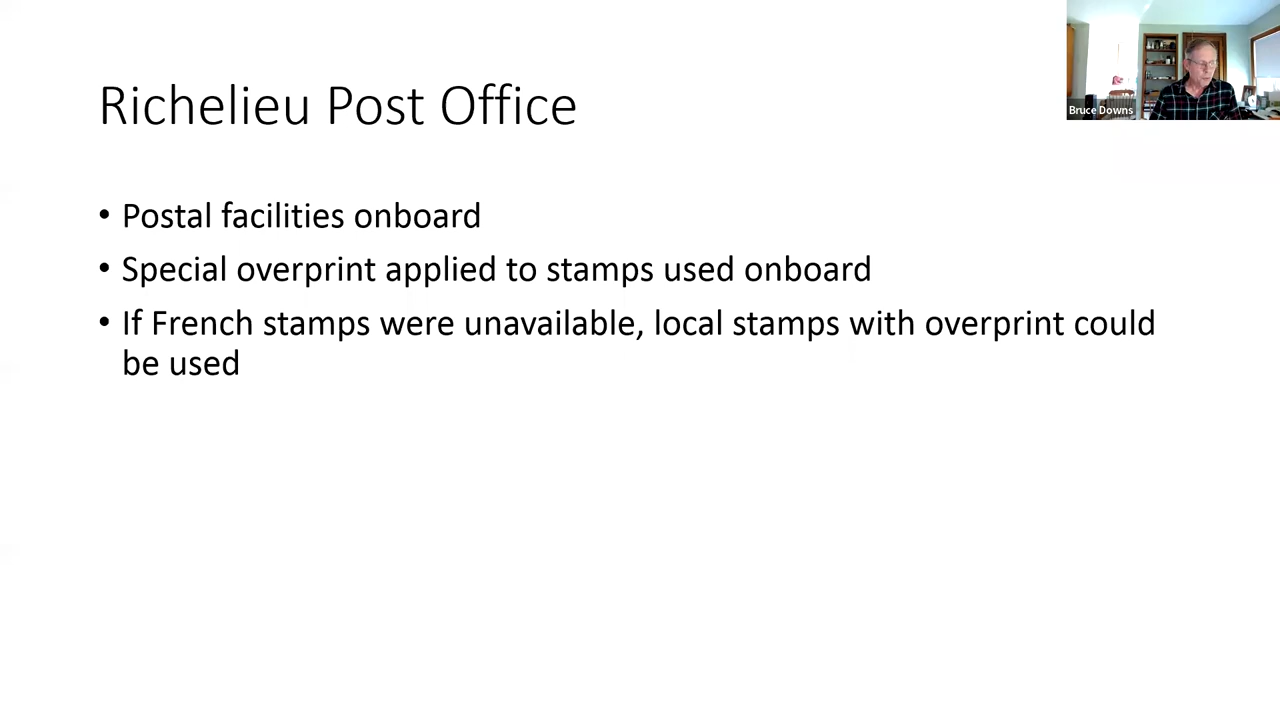 Richelieu Post Office
Bruce Downs
• Postal facilities onboard
• Special overprint applied to stamps used onboard
• If French stamps were unavailable, local stamps with overprint could
be used